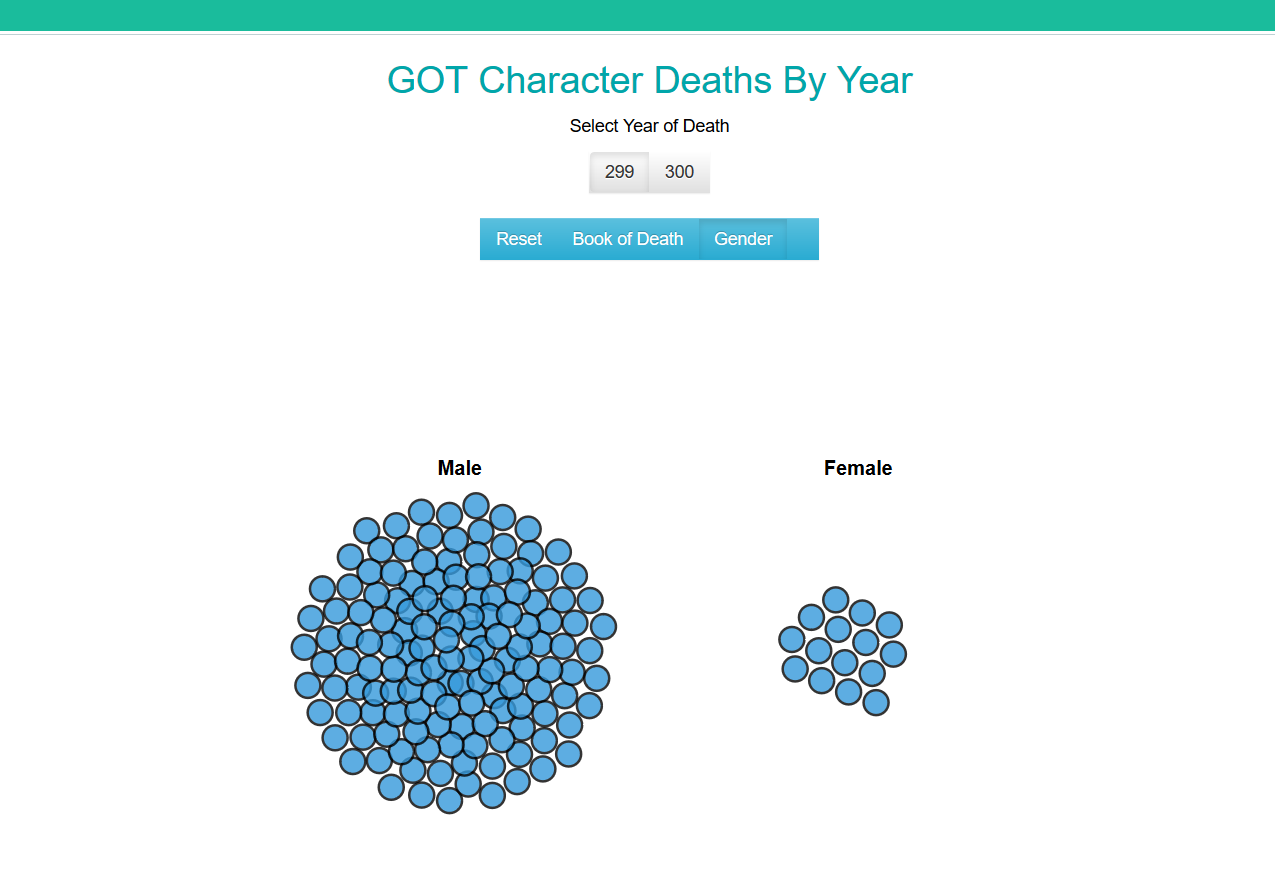 GOT Character Deaths By Year
Select Year of Death
299 300
Reset Book of Death Gender
Male Female